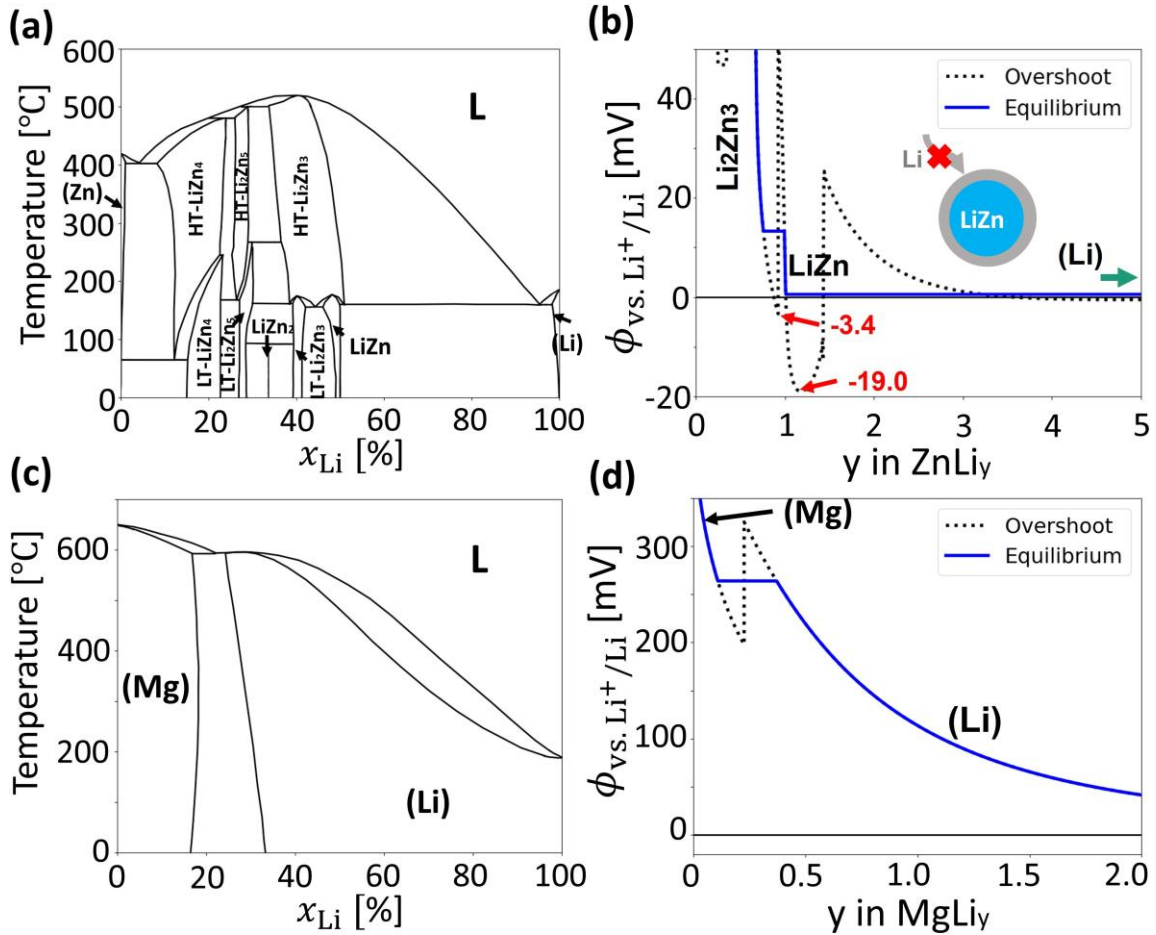 (a)
Temperature [°C]
600
500
400
300
200
100
0
L
(Zn)
HT-LiZn₄
HT-Li₂Zn₅
HT-Li₂Zn₃
LT-LiZn₄
LT-Li₂Zn₅
LiZn₂
LT-Li₂Zn₃
LiZn
(Li)
0 20 40 60 80 100
xLi [%]
(b)
ϕvs. Li⁺/Li [mV]
40
20
0
-20
Overshoot
Equilibrium
Li₂Zn₃
Li
LiZn
LiZn
(Li)
-3.4
-19.0
0 1 2 3 4 5
y in ZnLiy
(c)
Temperature [°C]
600
400
200
0
L
(Mg)
(Li)
0 20 40 60 80 100
xLi [%]
(d)
ϕvs. Li⁺/Li [mV]
300
200
100
0
(Mg)
Overshoot
Equilibrium
(Li)
0 0.5 1.0 1.5 2.0
y in MgLiy